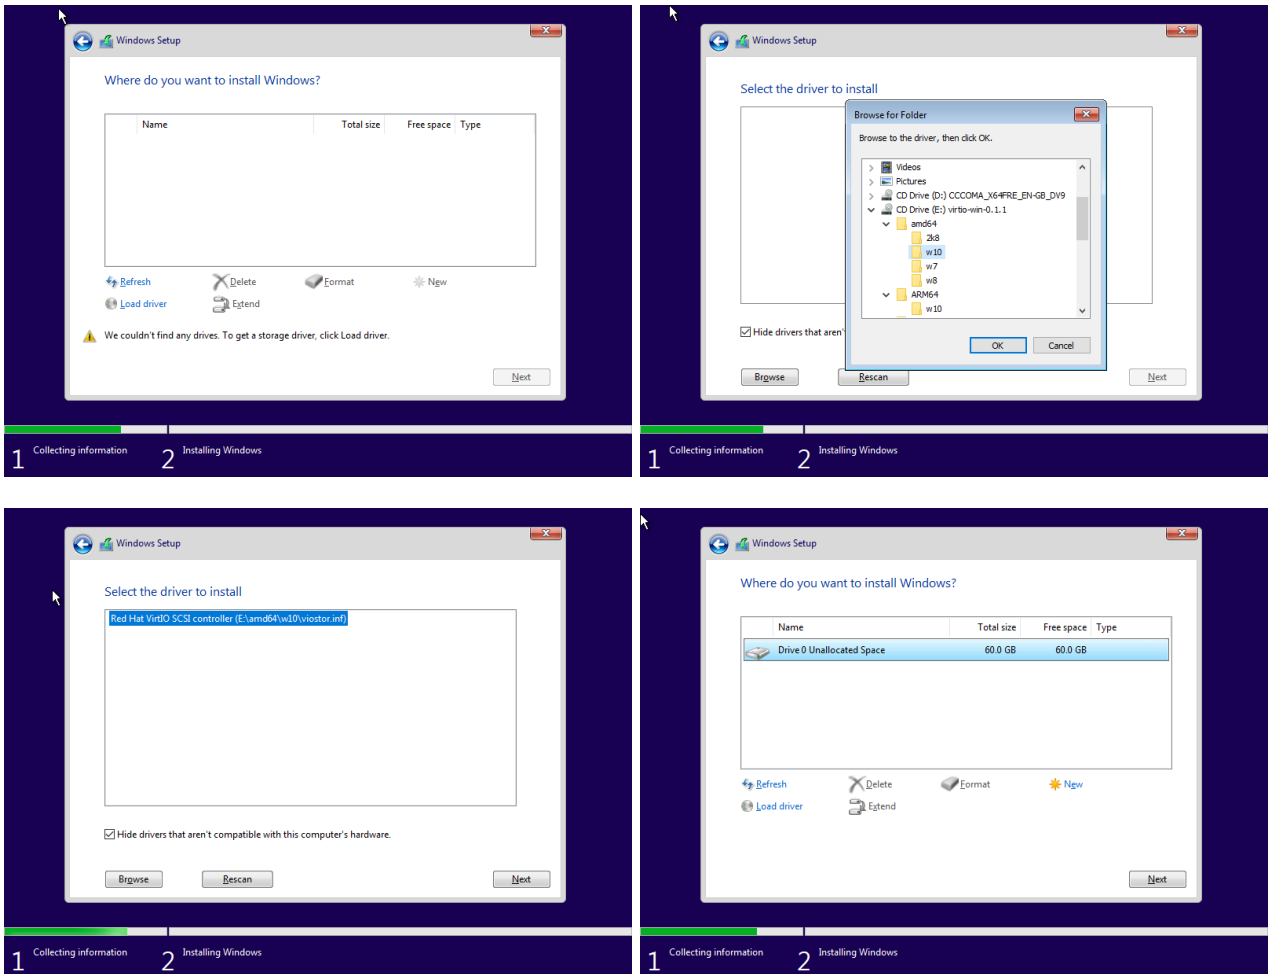 Windows Setup
Where do you want to install Windows?
Name Total size Free space Type
Refresh Delete Format New
Load driver Extend
We couldn't find any drives. To get a storage driver, click Load driver.
Next
1 Collecting information 2 Installing Windows
Windows Setup
Select the driver to install
Browse for Folder
Browse to the driver, then click OK.
Videos
Pictures
CD Drive (D:) CCCOMA_X64FRE_EN-GB_DV9
CD Drive (E:) virtio-win-0.1.1
amd64
2k8
w10
w7
w8
ARM64
w10
Hide drivers that aren'
OK Cancel
Browse Rescan Next
1 Collecting information 2 Installing Windows
Windows Setup
Select the driver to install
Red Hat VirtIO SCSI controller (E:\amd64\w10\viostor.inf)
Hide drivers that aren't compatible with this computer's hardware.
Browse Rescan Next
1 Collecting information 2 Installing Windows
Windows Setup
Where do you want to install Windows?
Name Total size Free space Type
Drive 0 Unallocated Space 60.0 GB 60.0 GB
Refresh Delete Format New
Load driver Extend
Next
1 Collecting information 2 Installing Windows